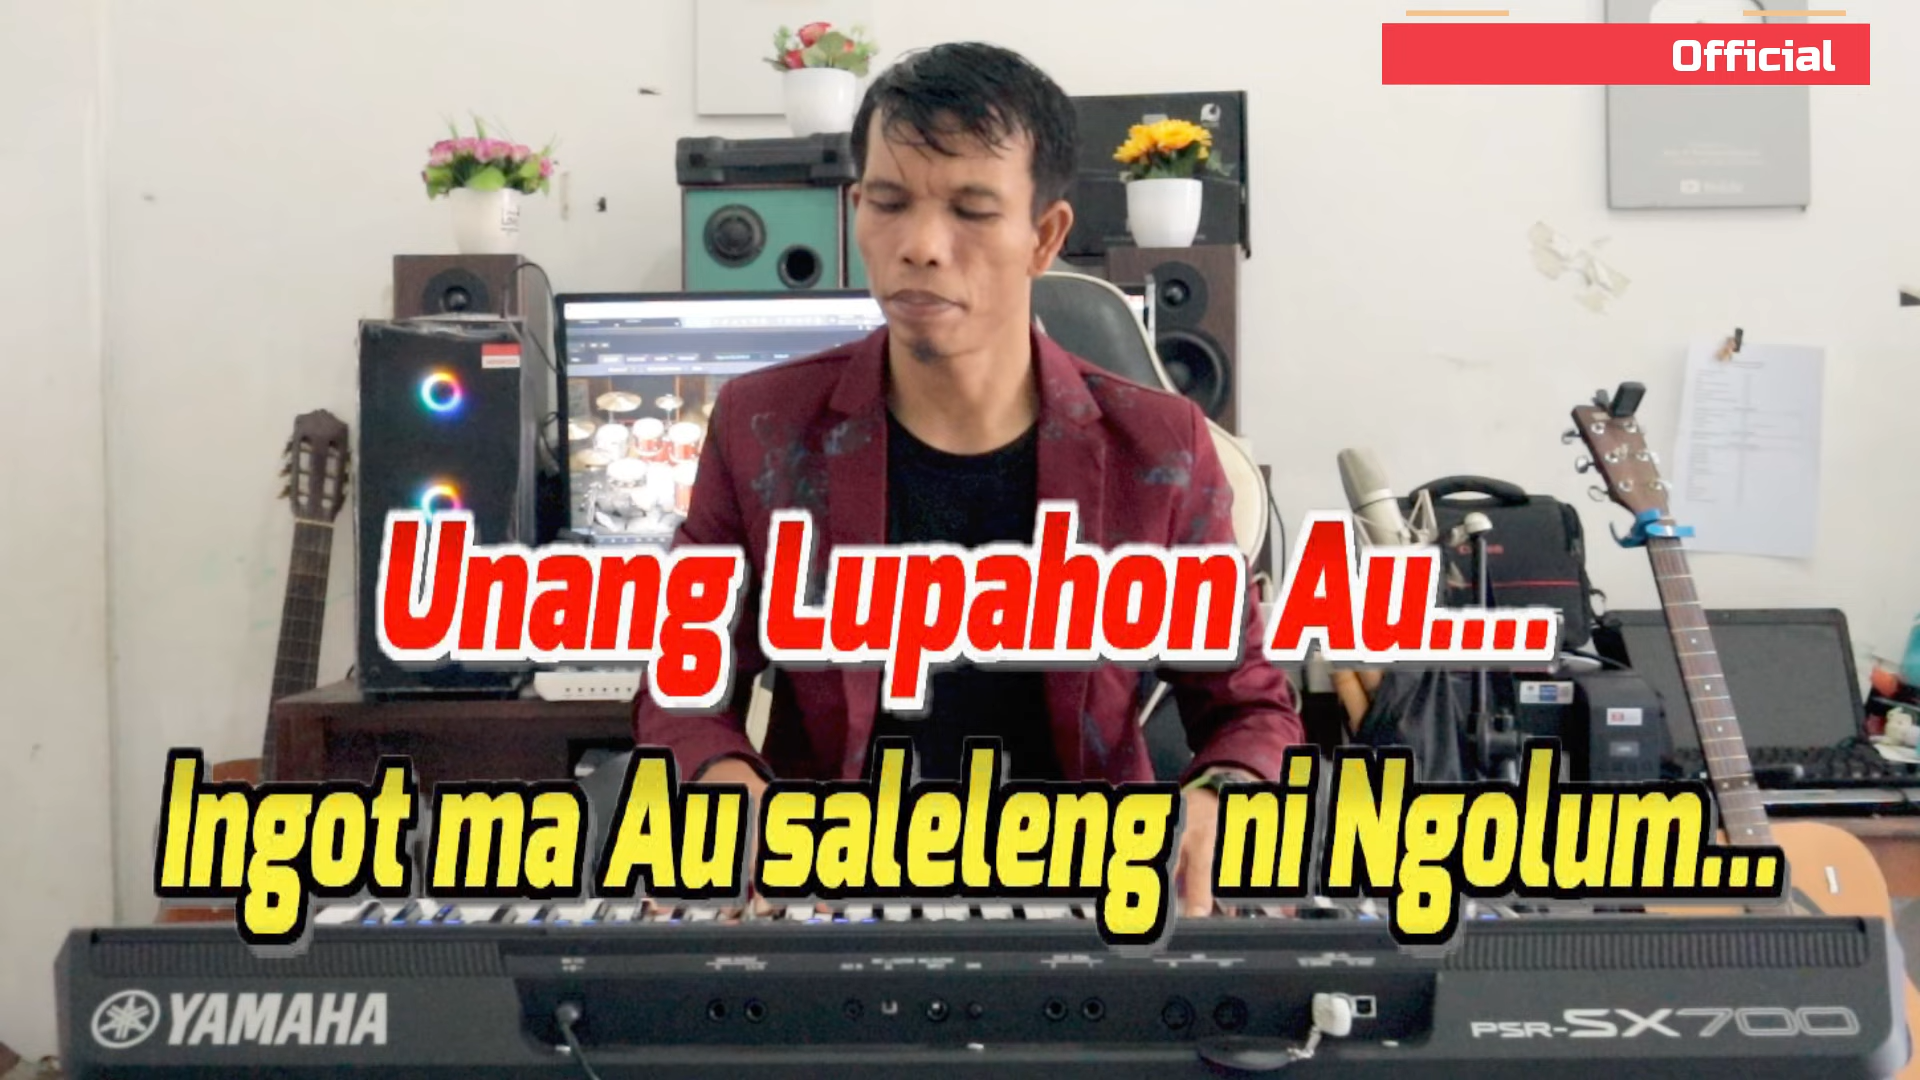 Official
Unang Lupahon Au....
Ingot ma Au saleleng ni Ngolum...
YAMAHA
PSR-SX700